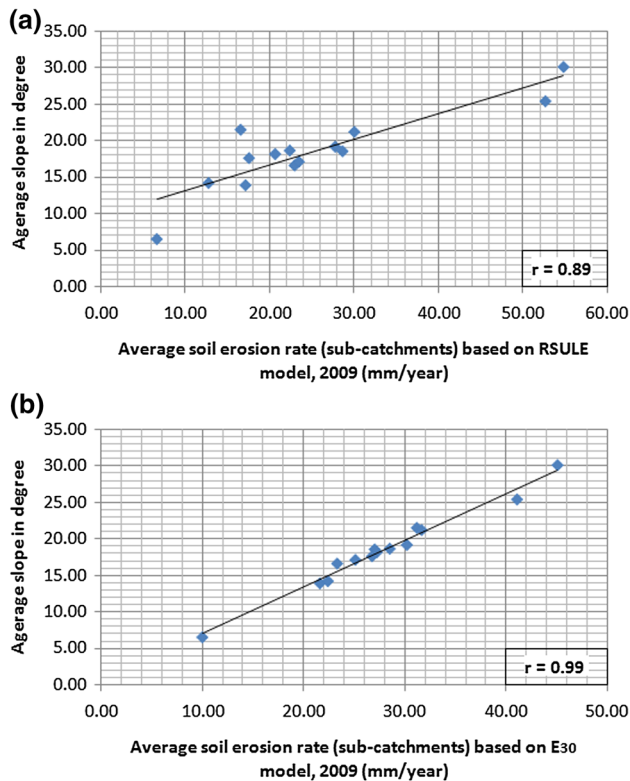 (a)
35.00
30.00
25.00
20.00
15.00
10.00
5.00
0.00
Agerage slope in degree
r = 0.89
0.00 10.00 20.00 30.00 40.00 50.00 60.00
Average soil erosion rate (sub-catchments) based on RSULE
model, 2009 (mm/year)
(b)
35.00
30.00
25.00
20.00
15.00
10.00
5.00
0.00
Agerage slope in degree
r = 0.99
0.00 10.00 20.00 30.00 40.00 50.00
Average soil erosion rate (sub-catchments) based on E30
model, 2009 (mm/year)